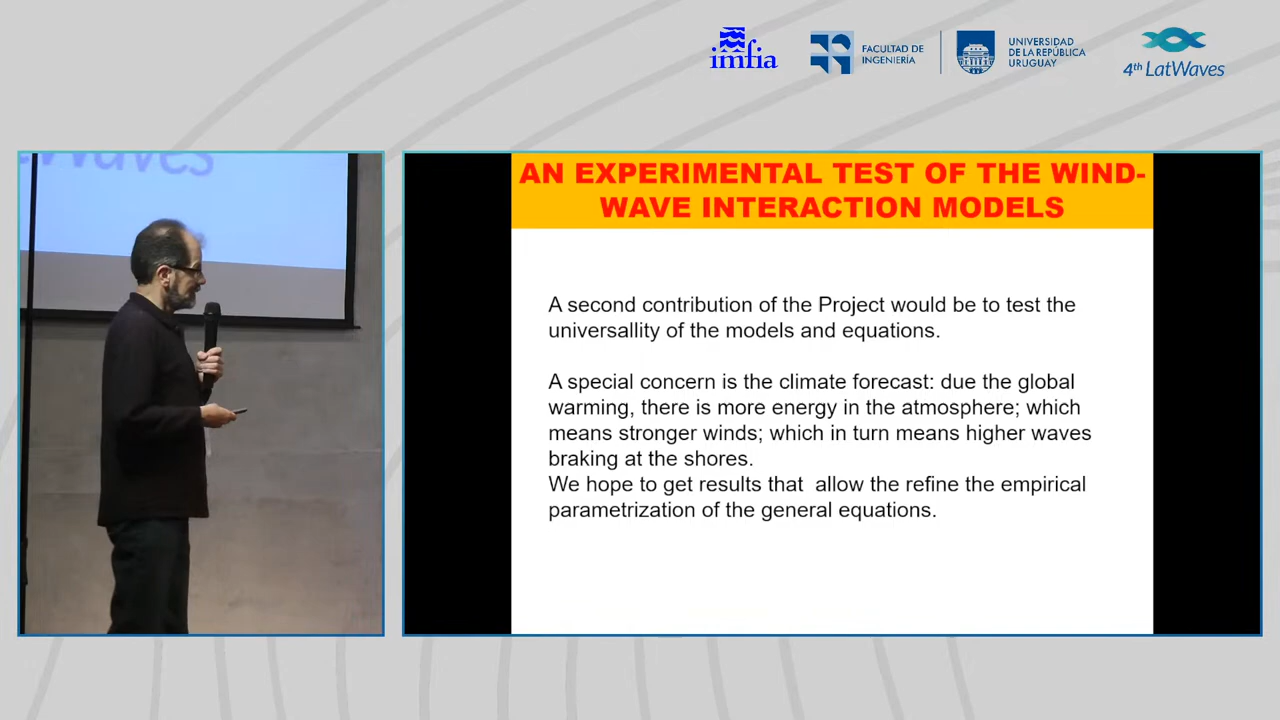 imfia
FACULTAD DE
INGENIERÍA
UNIVERSIDAD
DE LA REPÚBLICA
URUGUAY
4th LatWaves
Waves
AN EXPERIMENTAL TEST OF THE WIND-
WAVE INTERACTION MODELS
A second contribution of the Project would be to test the
universallity of the models and equations.
A special concern is the climate forecast: due the global
warming, there is more energy in the atmosphere; which
means stronger winds; which in turn means higher waves
braking at the shores.
We hope to get results that allow the refine the empirical
parametrization of the general equations.